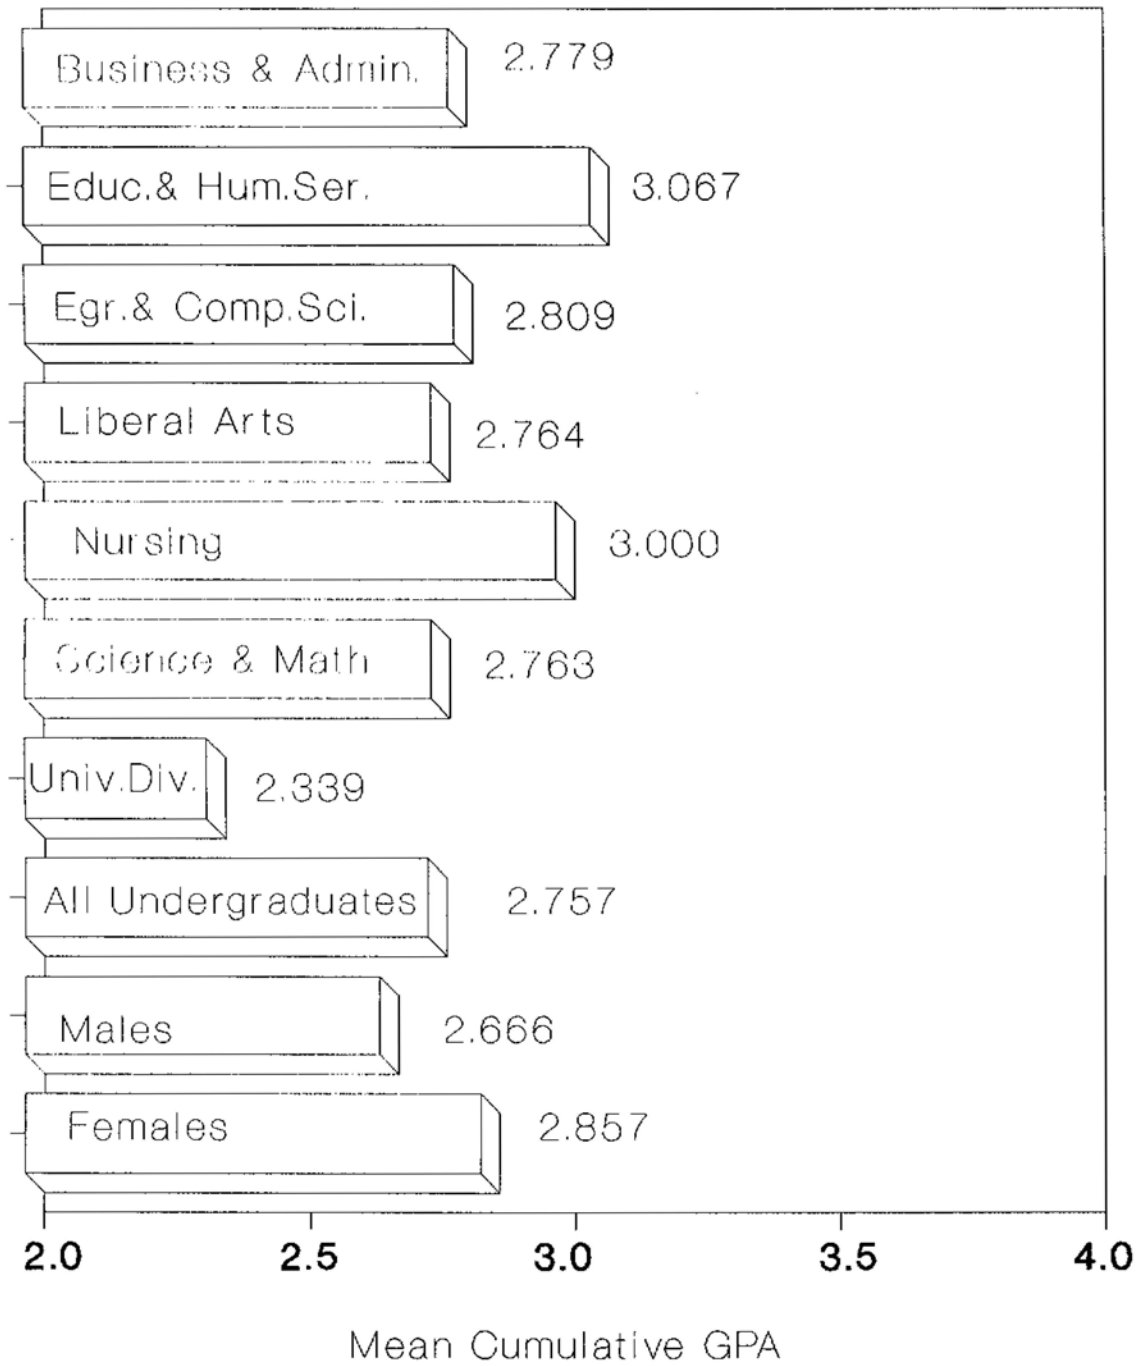 Business & Admin. 2.779
Educ.& Hum.Ser. 3.067
Egr.& Comp.Sci. 2.809
Liberal Arts 2.764
Nursing 3.000
Science & Math 2.763
Univ.Div. 2.339
All Undergraduates 2.757
Males 2.666
Females 2.857
2.0 2.5 3.0 3.5 4.0
Mean Cumulative GPA